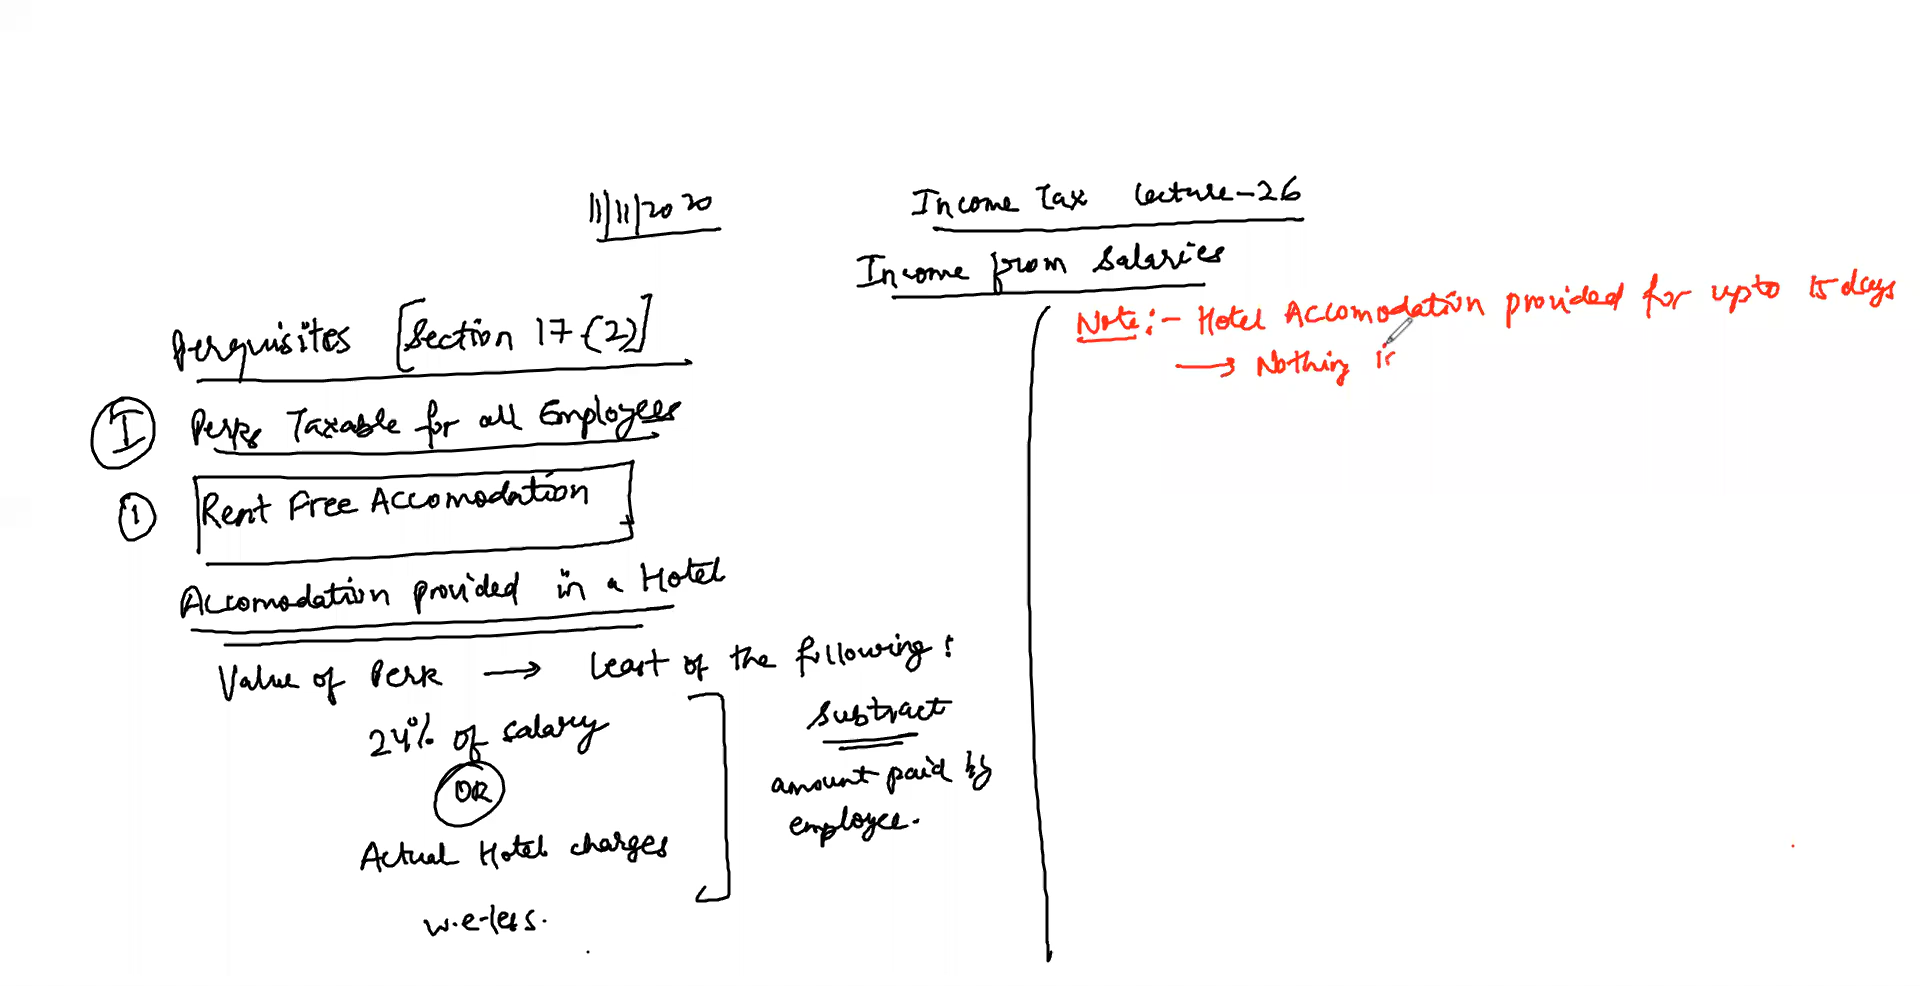 11/11/2020
Income Tax Lecture-26
Income from Salaries
Perquisites [Section 17(2)]
I Perks Taxable for all Employees
1 Rent Free Accomodation
Accomodation provided in a Hotel
Value of Perk → Least of the following:
24% of salary
OR
Actual Hotel charges
w.e-less.
Subtract
amount paid by
employee.
Note:- Hotel Accomodation provided for upto 15 days
→ Nothing is